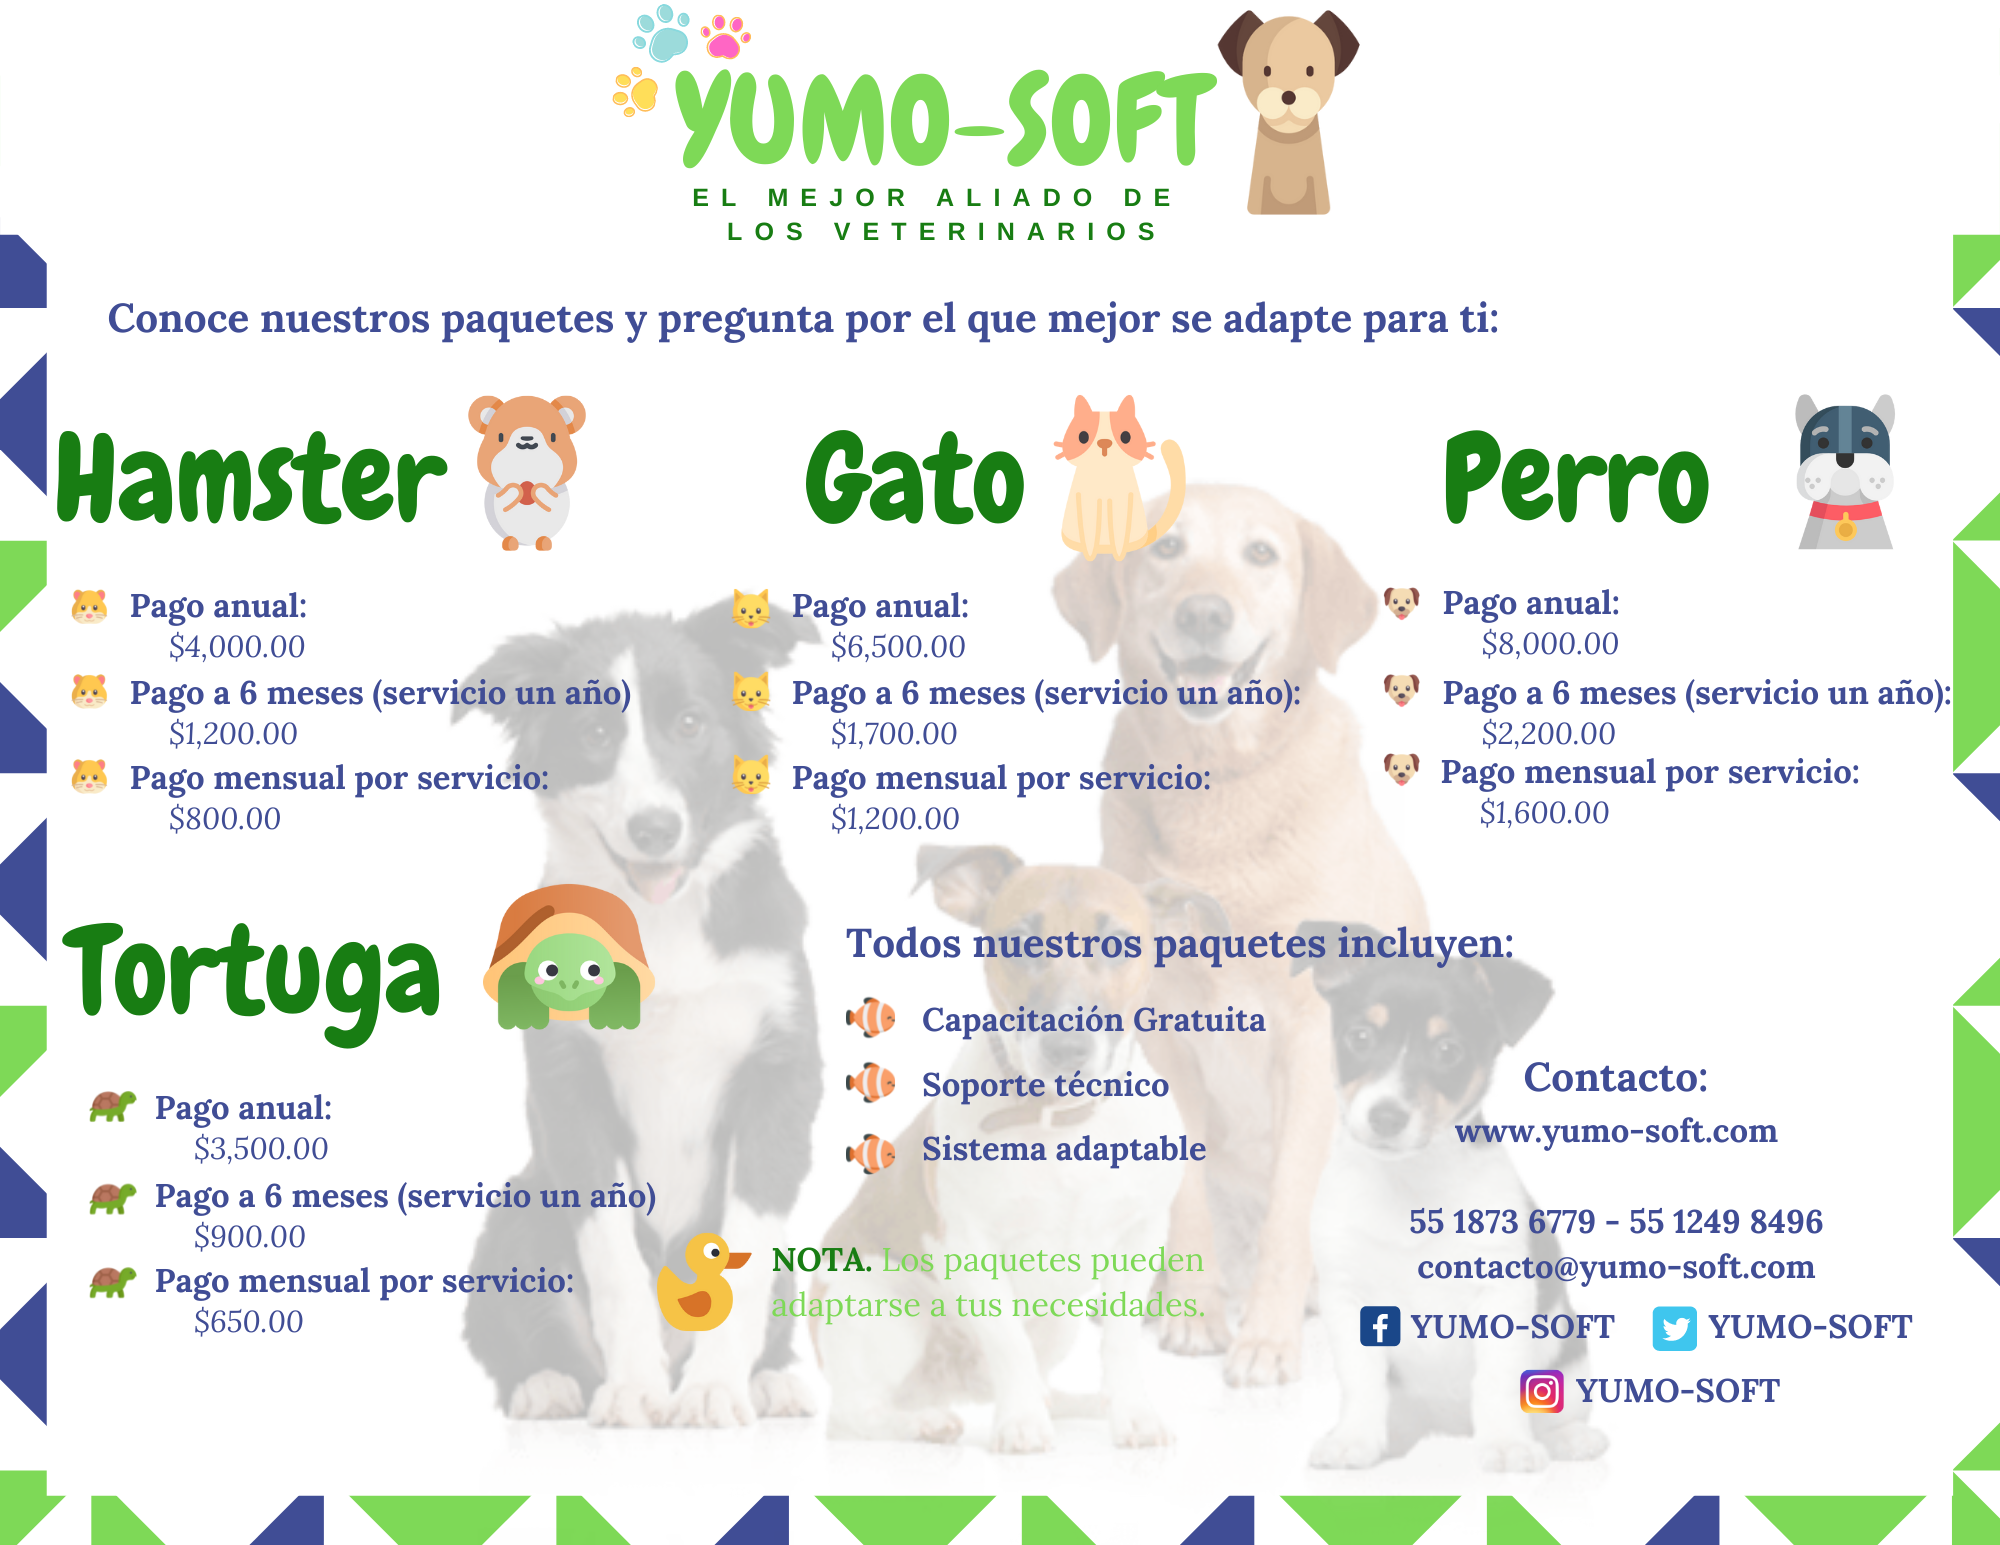 YUMO-SOFT
EL MEJOR ALIADO DE
LOS VETERINARIOS
Conoce nuestros paquetes y pregunta por el que mejor se adapte para ti:
Hamster
Pago anual:
$4,000.00
Pago a 6 meses (servicio un año)
$1,200.00
Pago mensual por servicio:
$800.00
Gato
Pago anual:
$6,500.00
Pago a 6 meses (servicio un año):
$1,700.00
Pago mensual por servicio:
$1,200.00
Perro
Pago anual:
$8,000.00
Pago a 6 meses (servicio un año):
$2,200.00
Pago mensual por servicio:
$1,600.00
Tortuga
Pago anual:
$3,500.00
Pago a 6 meses (servicio un año)
$900.00
Pago mensual por servicio:
$650.00
Todos nuestros paquetes incluyen:
Capacitación Gratuita
Soporte técnico
Sistema adaptable
NOTA. Los paquetes pueden
adaptarse a tus necesidades.
Contacto:
www.yumo-soft.com
55 1873 6779 - 55 1249 8496
contacto@yumo-soft.com
YUMO-SOFT YUMO-SOFT
YUMO-SOFT